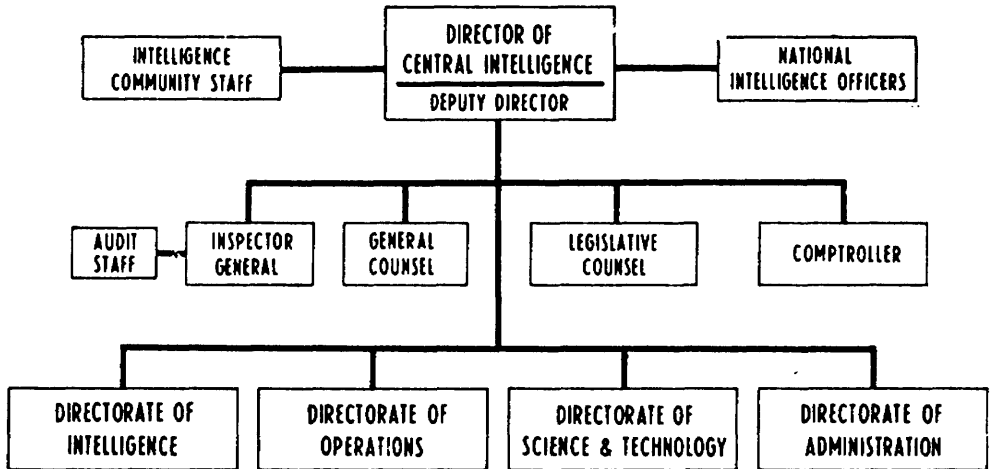 DIRECTOR OF
CENTRAL INTELLIGENCE
DEPUTY DIRECTOR
INTELLIGENCE
COMMUNITY STAFF
NATIONAL
INTELLIGENCE OFFICERS
AUDIT
STAFF
INSPECTOR
GENERAL
GENERAL
COUNSEL
LEGISLATIVE
COUNSEL
COMPTROLLER
DIRECTORATE OF
INTELLIGENCE
DIRECTORATE OF
OPERATIONS
DIRECTORATE OF
SCIENCE & TECHNOLOGY
DIRECTORATE OF
ADMINISTRATION